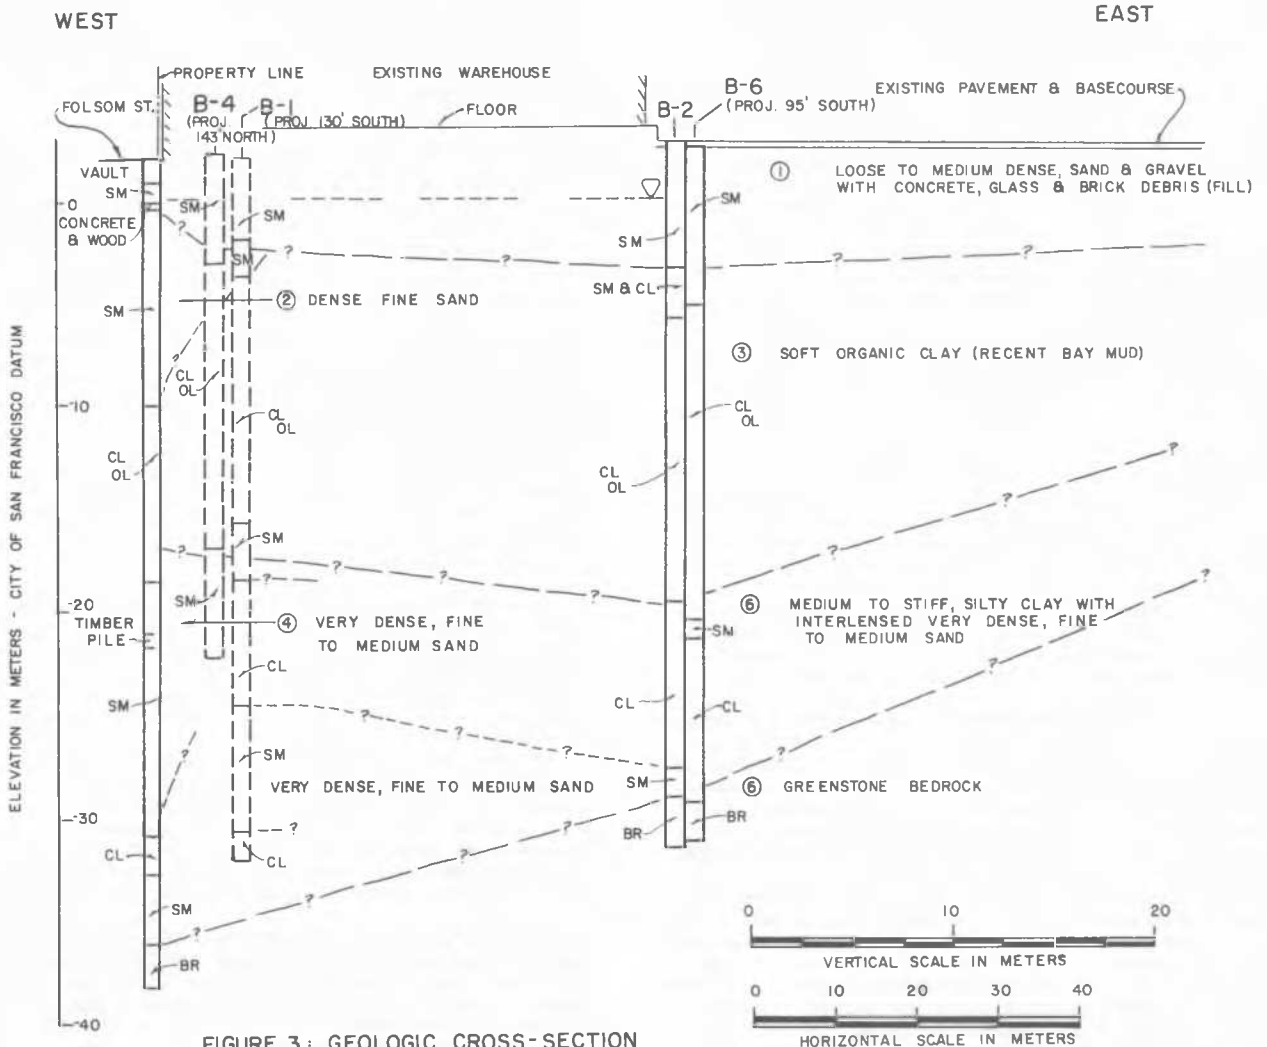 WEST
EAST
PROPERTY LINE
EXISTING WAREHOUSE
FOLSOM ST.
B-4
(PROJ.
143 NORTH)
B-1
(PROJ. 130' SOUTH)
FLOOR
B-2
B-6
(PROJ. 95' SOUTH)
EXISTING PAVEMENT & BASECOURSE
VAULT
SM
0
CONCRETE
& WOOD
SM
SM
SM
SM
SM
1 LOOSE TO MEDIUM DENSE, SAND & GRAVEL
WITH CONCRETE, GLASS & BRICK DEBRIS (FILL)
? ? ? ? ?
SM & CL
SM
2 DENSE FINE SAND
3 SOFT ORGANIC CLAY (RECENT BAY MUD)
?
CL
OL
-10
CL
OL
CL
OL
CL
OL
CL
OL
?
?
?
SM
? ? ? ?
?
SM
-20
TIMBER
PILE
4 VERY DENSE, FINE
TO MEDIUM SAND
6 MEDIUM TO STIFF, SILTY CLAY WITH
INTERLENSED VERY DENSE, FINE
TO MEDIUM SAND
SM
?
?
?
CL
SM
CL
CL
? ? ?
?
?
SM
VERY DENSE, FINE TO MEDIUM SAND
SM
6 GREENSTONE BEDROCK
-30
?
?
BR
BR
CL
CL
?
?
SM
?
BR
-40
ELEVATION IN METERS - CITY OF SAN FRANCISCO DATUM
0 10 20
VERTICAL SCALE IN METERS
0 10 20 30 40
HORIZONTAL SCALE IN METERS
FIGURE 3: GEOLOGIC CROSS-SECTION